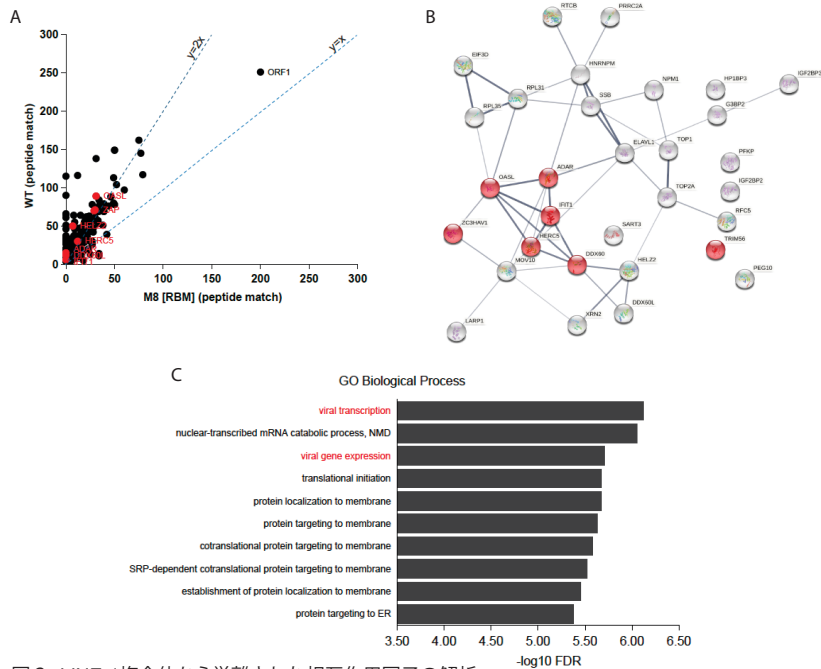 A
y=2x
y=x
ORF1
OASL
ZAP
HELZ2
HERC5
300
250
200
150
100
50
0
WT (peptide match)
0 50 100 150 200 250 300
M8 [RBM] (peptide match)
B
RTCB
PRRC2A
EIF3D
HNRNPM
RPL31
RPL35
SSB
NPM1
HP1BP3
G3BP2
ELAVL1
TOP1
PFKP
IGF2BP2
TOP2A
RFC5
OASL
ADAR
IFIT1
ZC3HAV1
HERC5
SART3
TRIM56
DDX60
MOV10
HELZ2
PEG10
DDX60L
XRN2
LARP1
C
GO Biological Process
viral transcription
nuclear-transcribed mRNA catabolic process, NMD
viral gene expression
translational initiation
protein localization to membrane
protein targeting to membrane
cotranslational protein targeting to membrane
SRP-dependent cotranslational protein targeting to membrane
establishment of protein localization to membrane
protein targeting to ER
3.50 4.00 4.50 5.00 5.50 6.00 6.50
-log10 FDR